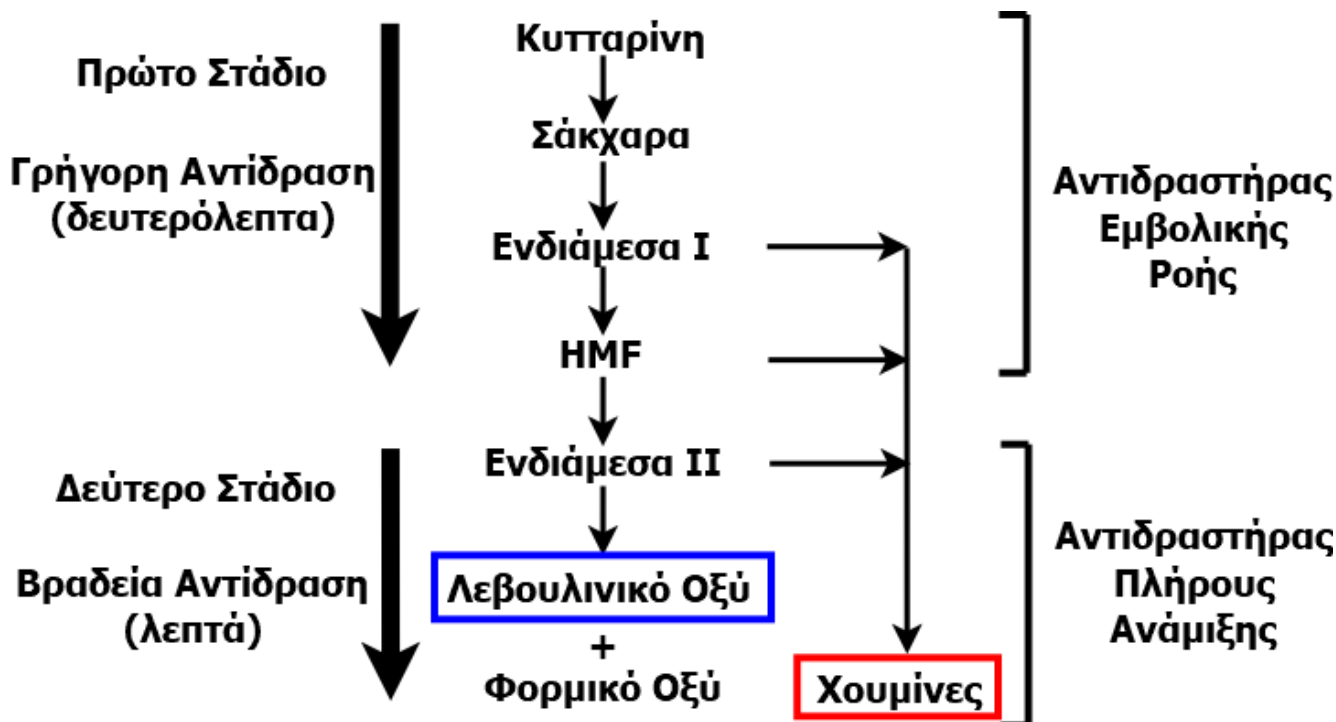 Κυτταρίνη
Πρώτο Στάδιο
Σάκχαρα
Γρήγορη Αντίδραση
(δευτερόλεπτα)
Αντιδραστήρας
Εμβολικής
Ροής
Ενδιάμεσα I
HMF
Ενδιάμεσα II
Δεύτερο Στάδιο
Αντιδραστήρας
Πλήρους
Ανάμιξης
Βραδεία Αντίδραση
(λεπτά)
Λεβουλινικό Οξύ
+
Φορμικό Οξύ
Χουμίνες